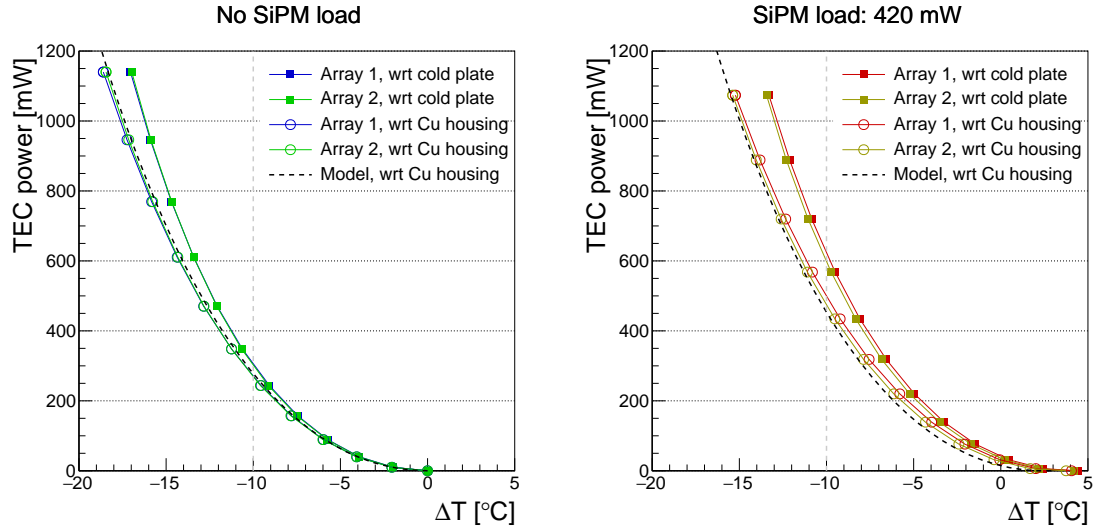 No SiPM load
TEC power [mW]
1200
1000
800
600
400
200
0
−20
−15
−10
−5
0
5
ΔT [°C]
Array 1, wrt cold plate
Array 2, wrt cold plate
Array 1, wrt Cu housing
Array 2, wrt Cu housing
Model, wrt Cu housing
SiPM load: 420 mW
TEC power [mW]
1200
1000
800
600
400
200
0
−20
−15
−10
−5
0
5
ΔT [°C]
Array 1, wrt cold plate
Array 2, wrt cold plate
Array 1, wrt Cu housing
Array 2, wrt Cu housing
Model, wrt Cu housing